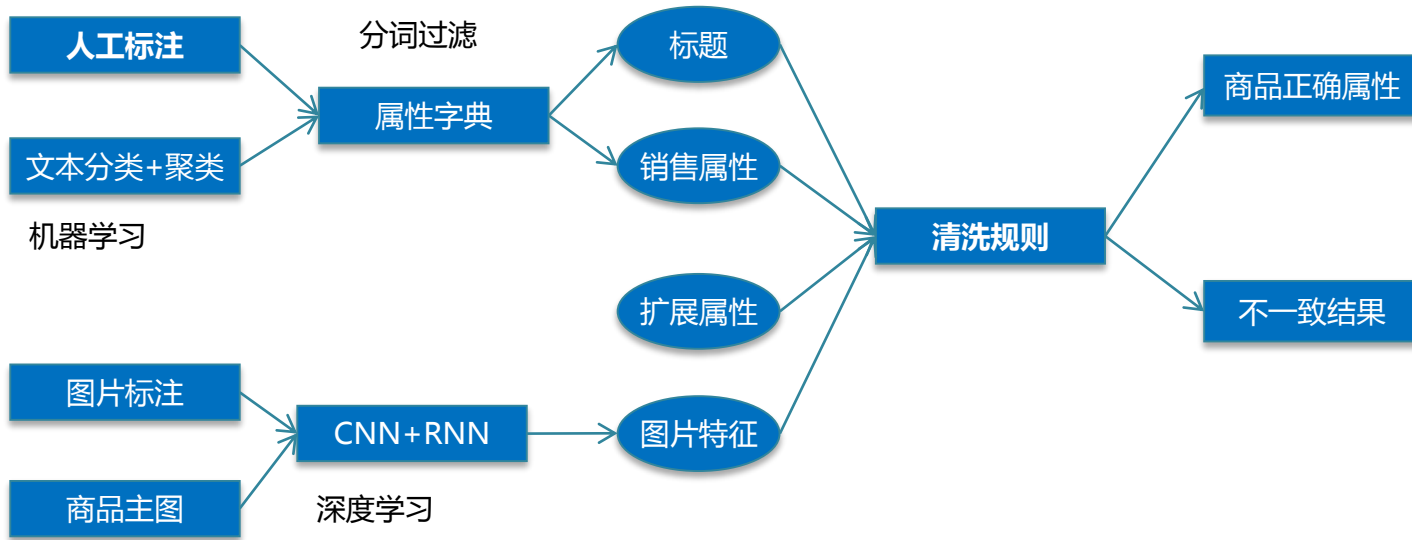 人工标注
分词过滤
标题
商品正确属性
属性字典
文本分类+聚类
销售属性
机器学习
清洗规则
扩展属性
不一致结果
图片标注
CNN+RNN
图片特征
商品主图
深度学习